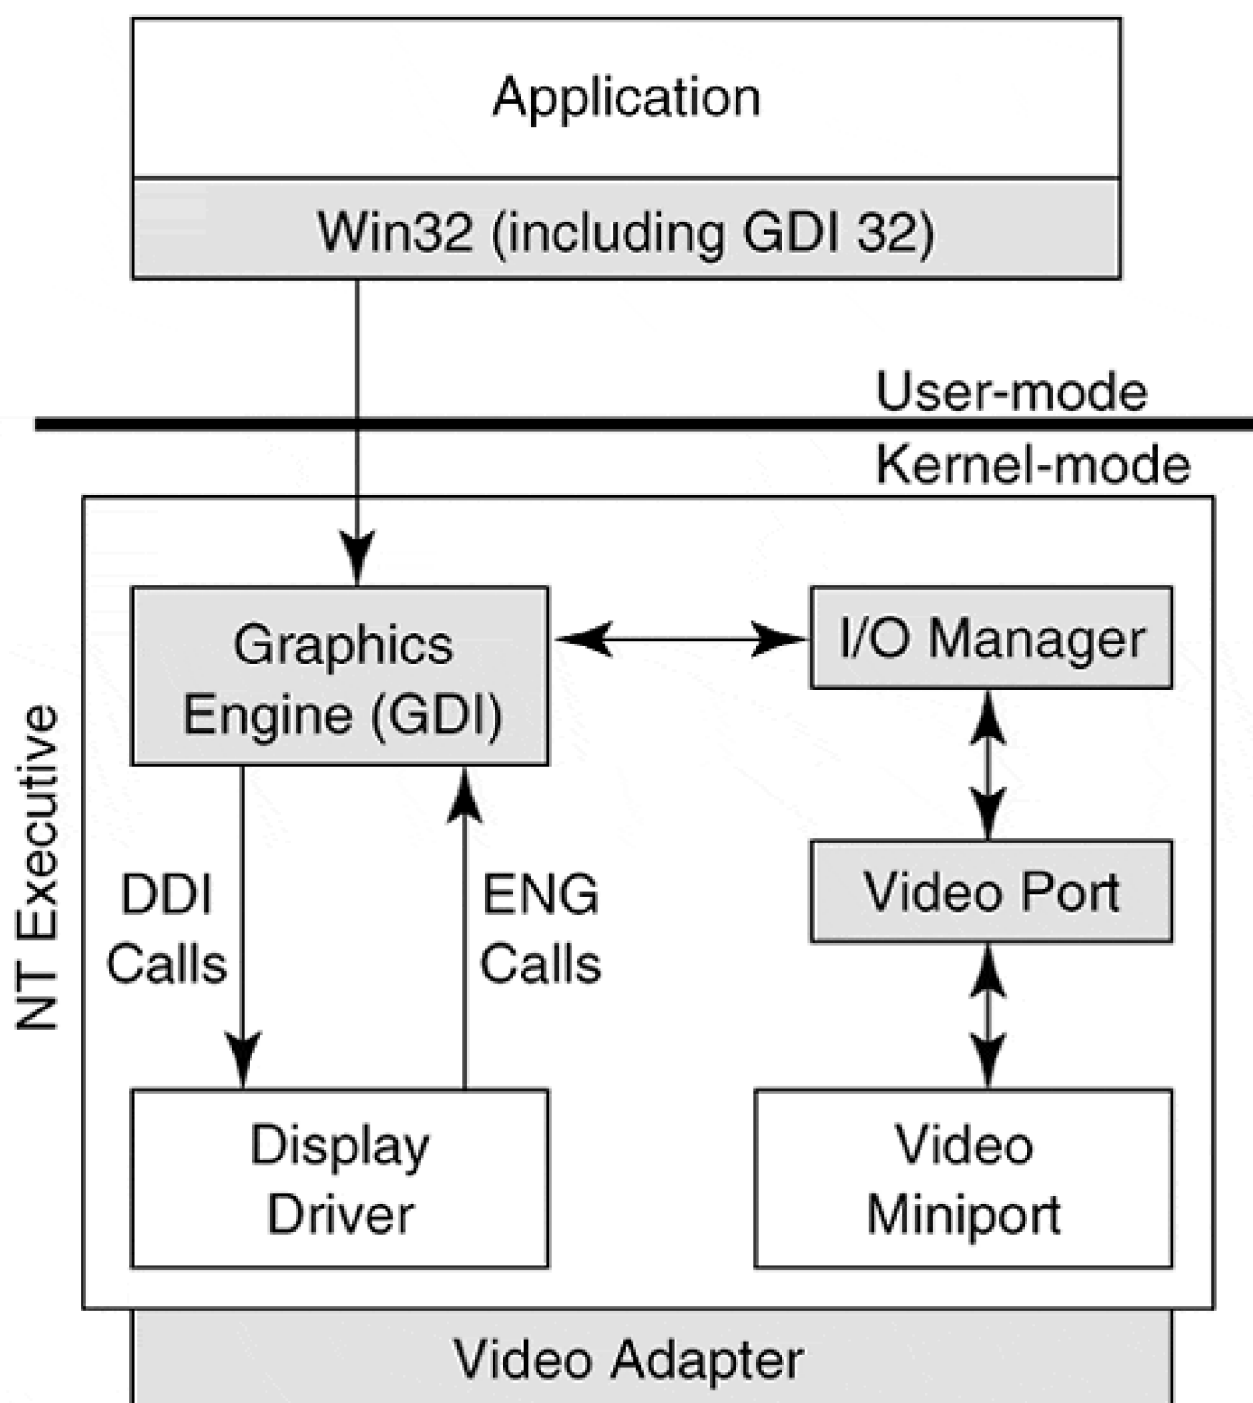 Application
Win32 (including GDI 32)
User-mode
Kernel-mode
Graphics
Engine (GDI)
I/O Manager
NT Executive
DDI
Calls
ENG
Calls
Video Port
Display
Driver
Video
Miniport
Video Adapter